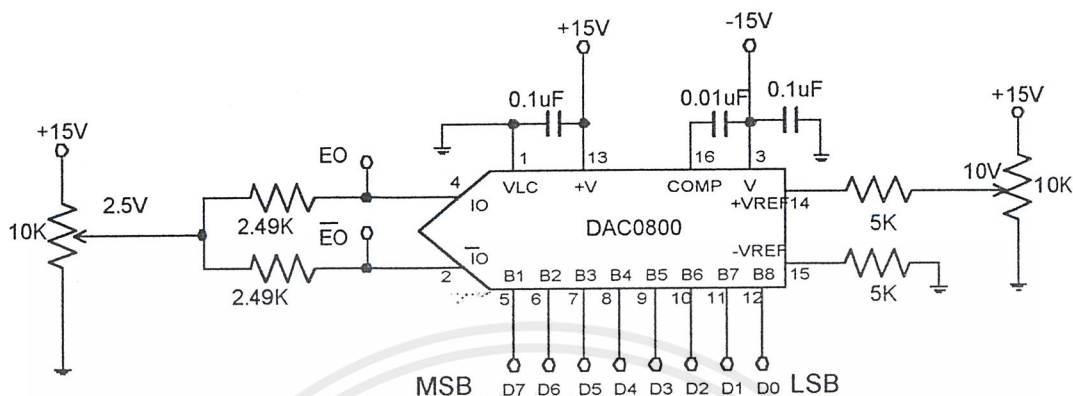 +15V
-15V
0.1uF
0.01uF
0.1uF
+15V
+15V
EO
1
13
16
3
4
VLC
+V
COMP
V
2.5V
IO
+VREF
14
10V
10K
10K
2.49K
DAC0800
5K
EO
IO
-VREF
2
B1
B2
B3
B4
B5
B6
B7
B8
15
2.49K
5
6
7
8
9
10
11
12
5K
MSB
D7
D6
D5
D4
D3
D2
D1
D0
LSB